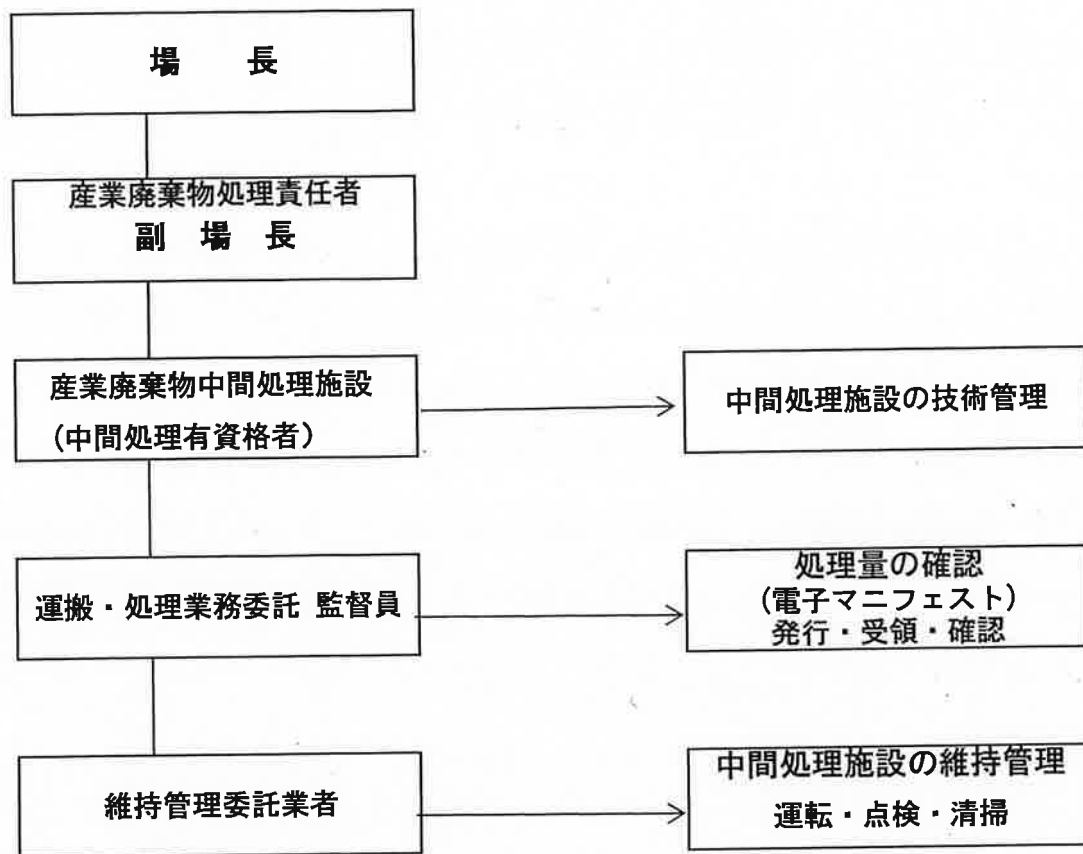 場　長
産業廃棄物処理責任者
副　場　長
産業廃棄物中間処理施設
(中間処理有資格者)
中間処理施設の技術管理
運搬・処理業務委託 監督員
処理量の確認
(電子マニフェスト)
発行・受領・確認
維持管理委託業者
中間処理施設の維持管理
運転・点検・清掃